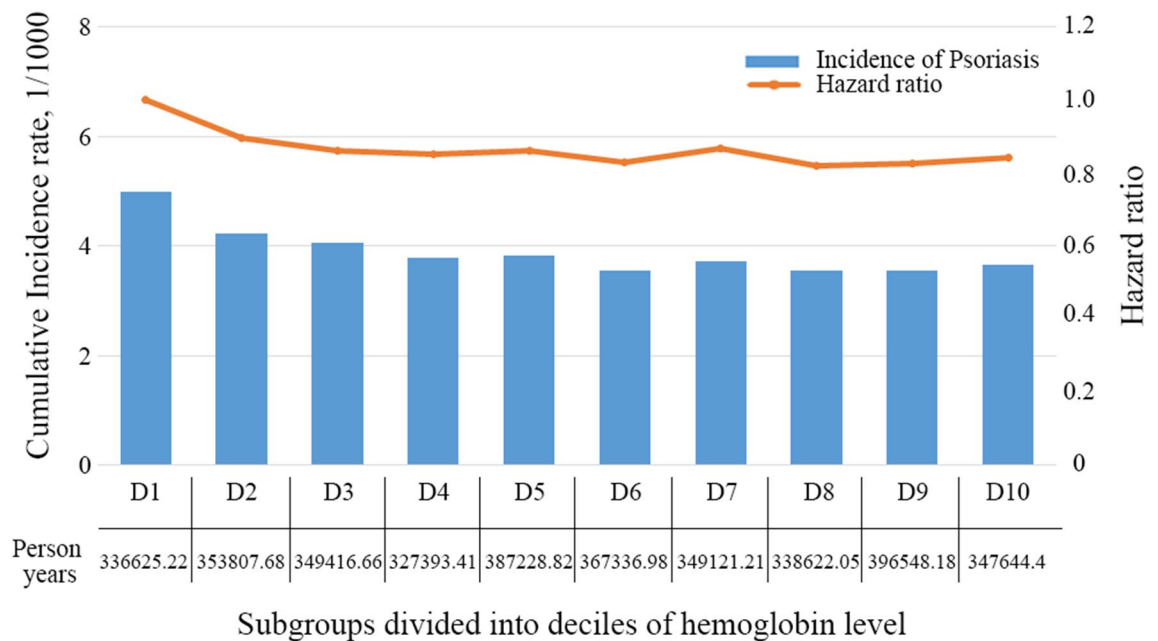 Cumulative Incidence rate, 1/1000
8
6
4
2
0
Incidence of Psoriasis
Hazard ratio
1.2
1.0
0.8
0.6
0.4
0.2
0
Hazard ratio
D1 D2 D3 D4 D5 D6 D7 D8 D9 D10
Person
years
336625.22 353807.68 349416.66 327393.41 387228.82 367336.98 349121.21 338622.05 396548.18 347644.4
Subgroups divided into deciles of hemoglobin level